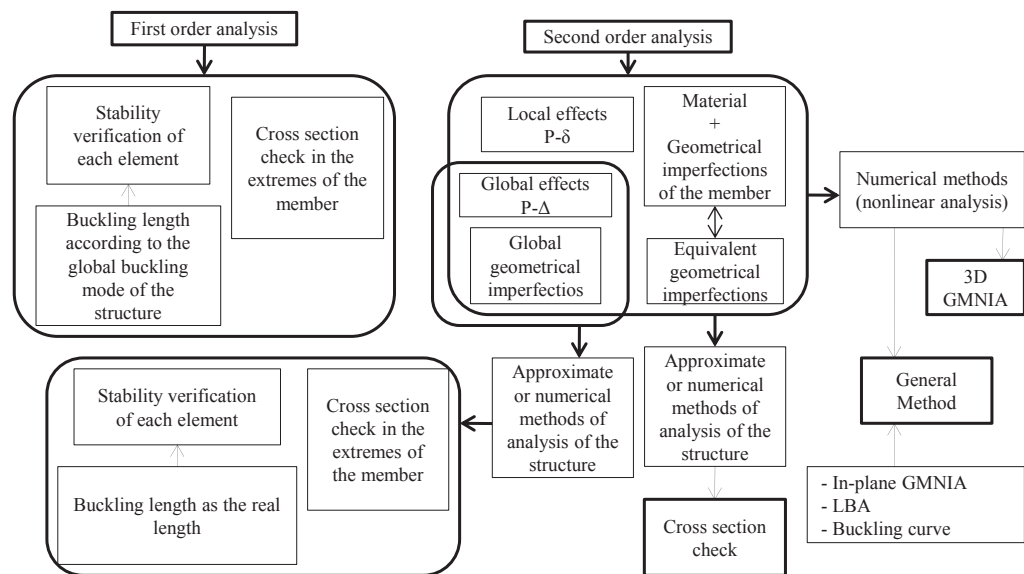 First order analysis
Stability
verification of
each element
Cross section
check in the
extremes of the
member
Buckling length
according to the
global buckling
mode of the
structure
Second order analysis
Local effects
P-δ
Material
+
Geometrical
imperfections
of the member
Global effects
P-Δ
Global
geometrical
imperfectios
Equivalent
geometrical
imperfections
Numerical methods
(nonlinear analysis)
3D
GMNIA
General
Method
- In-plane GMNIA
- LBA
- Buckling curve
Approximate
or numerical
methods of
analysis of the
structure
Approximate
or numerical
methods of
analysis of the
structure
Cross section
check
Stability verification
of each element
Cross section
check in the
extremes of
the member
Buckling length as the real
length